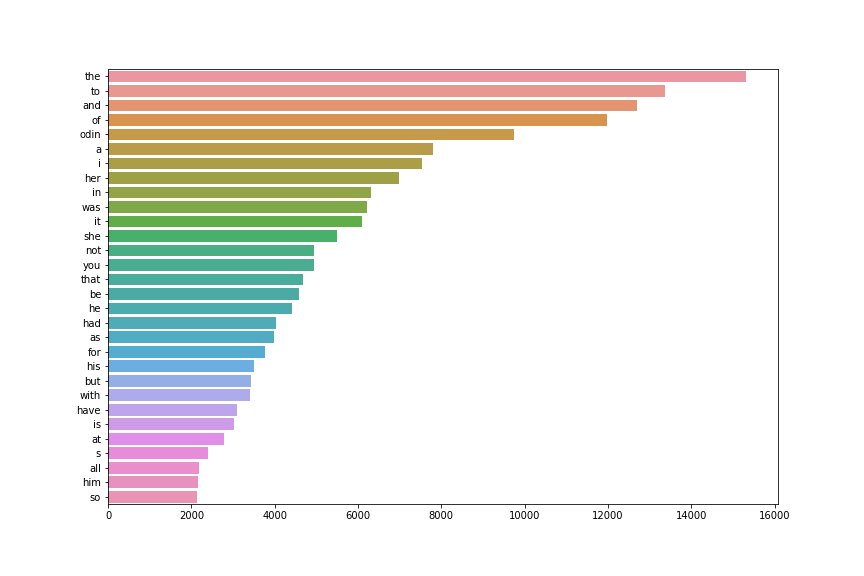 the
to
and
of
odin
a
i
her
in
was
it
she
not
you
that
be
he
had
as
for
his
but
with
have
is
at
s
all
him
so
0 2000 4000 6000 8000 10000 12000 14000 16000